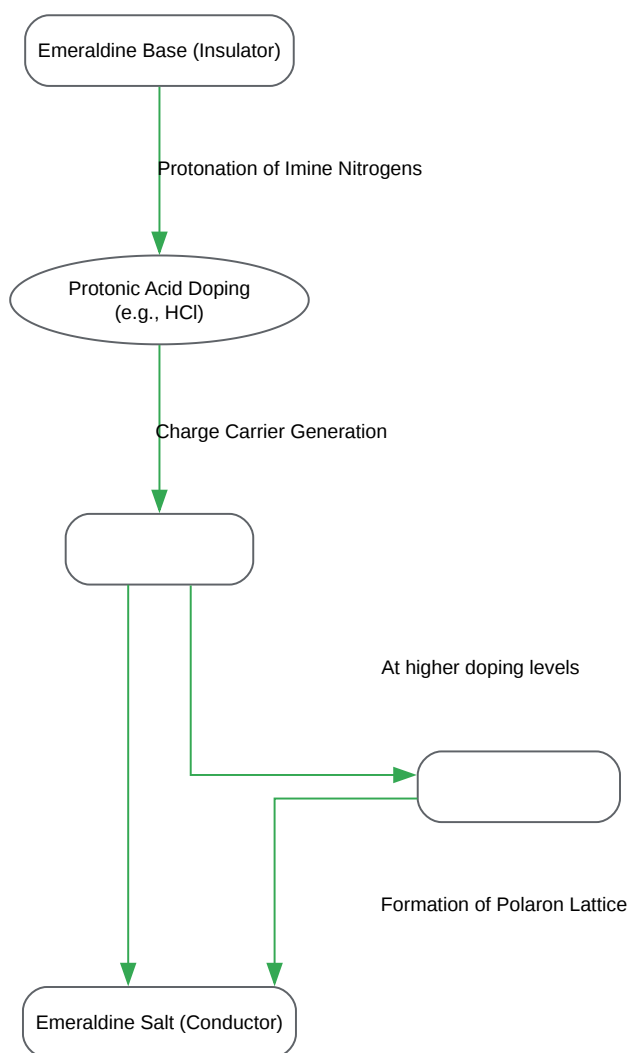 Emeraldine Base (Insulator)
Protonation of Imine Nitrogens
Protonic Acid Doping
(e.g., HCl)
Charge Carrier Generation
At higher doping levels
Formation of Polaron Lattice
Emeraldine Salt (Conductor)